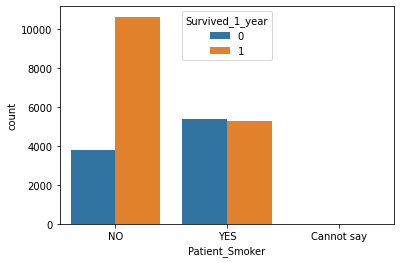 Survived_1_year
0
1
10000
8000
6000
4000
2000
0
count
NO YES Cannot say
Patient_Smoker